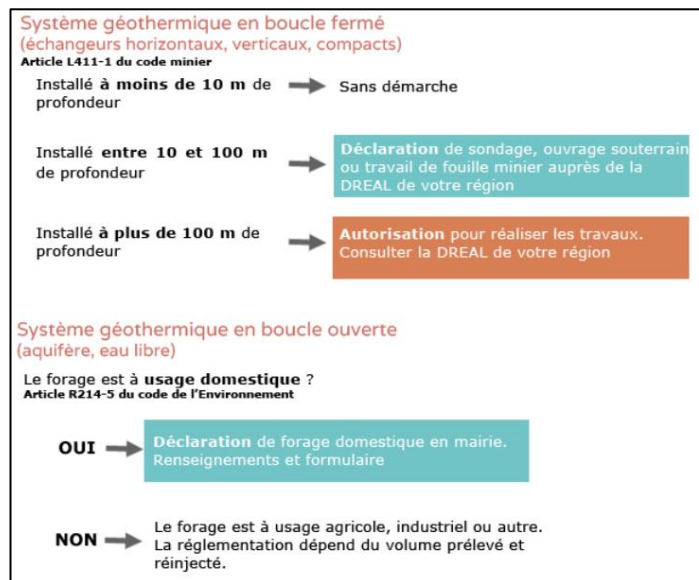 Système géothermique en boucle fermé
(échangeurs horizontaux, verticaux, compacts)
Article L411-1 du code minier
Installé à moins de 10 m de
profondeur
Sans démarche
Installé entre 10 et 100 m
de profondeur
Déclaration de sondage, ouvrage souterrain
ou travail de fouille minier auprès de la
DREAL de votre région
Installé à plus de 100 m de
profondeur
Autorisation pour réaliser les travaux.
Consulter la DREAL de votre région
Système géothermique en boucle ouverte
(aquifère, eau libre)
Le forage est à usage domestique ?
Article R214-5 du code de l'Environnement
OUI
Déclaration de forage domestique en mairie.
Renseignements et formulaire
NON
Le forage est à usage agricole, industriel ou autre.
La réglementation dépend du volume prélevé et
réinjecté.